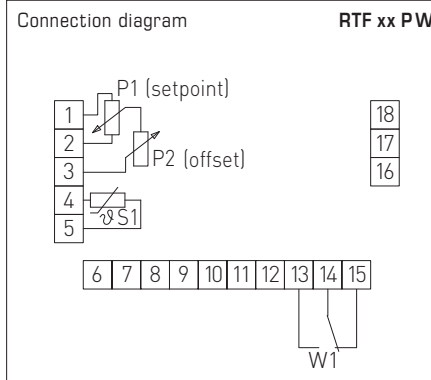 Connection diagram RTF xx PW
P1 (setpoint)
1 18
2 17
P2 (offset)
3 16
4
ϑ S1
5
6 7 8 9 10 11 12 13 14 15
W1